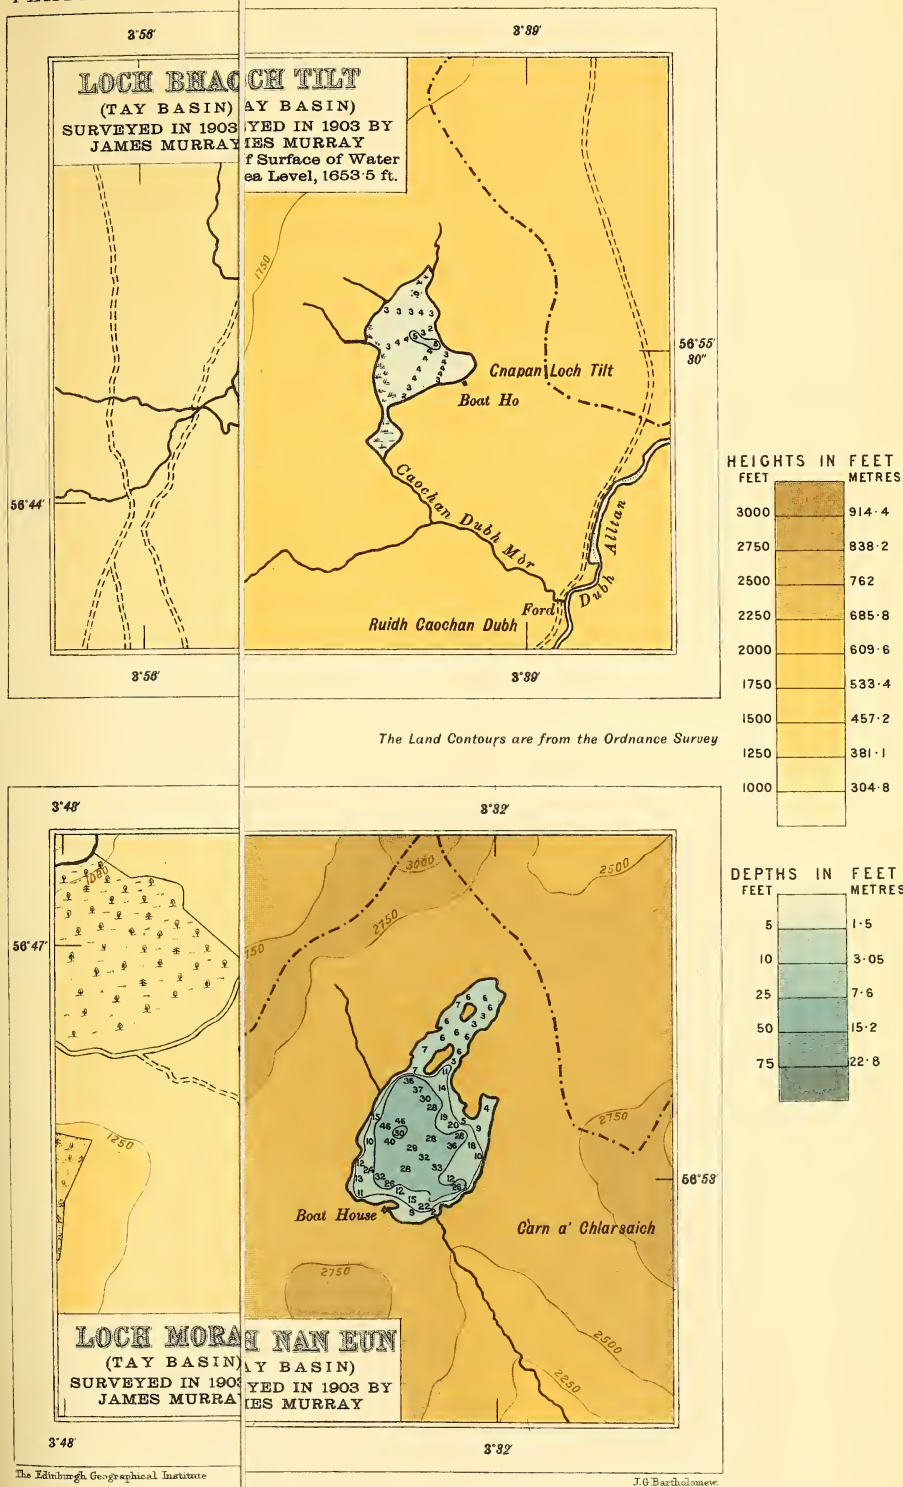 3°56'
3°39'
LOCH BHAC
(TAY BASIN)
SURVEYED IN 1903
JAMES MURRAY
CH TILT
AY BASIN)
YED IN 1903 BY
MES MURRAY
f Surface of Water
ea Level, 1653·5 ft.
1750
56°55'
30"
Cnapan Loch Tilt
Boat Ho
56°44'
Caochan Dubh Mòr
Dubh Alltan
Ford
Ruidh Caochan Dubh
3°56'
3°39'
The Land Contours are from the Ordnance Survey
HEIGHTS IN FEET
FEET METRES
3000 914·4
2750 838·2
2500 762
2250 685·8
2000 609·6
1750 533·4
1500 457·2
1250 381·1
1000 304·8
DEPTHS IN FEET
FEET METRES
5 1·5
10 3·05
25 7·6
50 15·2
75 22·8
3°48'
3°32'
1000
3000
2500
2750
750
56°47'
2750
1250
56°53'
Boat House
Càrn a' Chlarsaich
2750
2500
2250
LOCH MORA
(TAY BASIN)
SURVEYED IN 190
JAMES MURRA
H NAN EUN
AY BASIN)
YED IN 1903 BY
MES MURRAY
3°48'
3°32'
The Edinburgh Geographical Institute
J.G. Bartholomew.